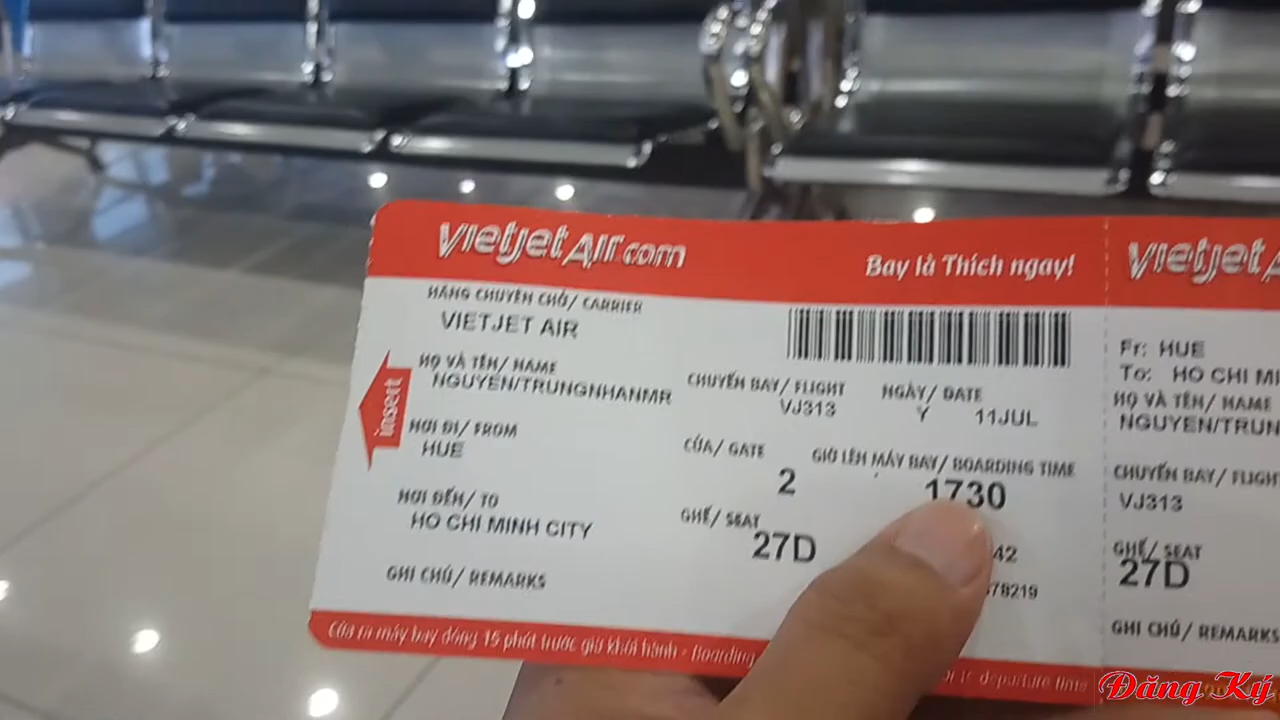 vietjetAir.com
Bay là Thích ngay!
HÃNG CHUYÊN CHỞ/ CARRIER
VIETJET AIR
HỌ VÀ TÊN/ NAME
NGUYEN/TRUNGNHANMR
CHUYẾN BAY/ FLIGHT
NGÀY/ DATE
VJ313
Y
11JUL
insert
NƠI ĐI/ FROM
HUE
CỬA/ GATE
GIỜ LÊN MÁY BAY/ BOARDING TIME
2
1730
NƠI ĐẾN/ TO
HO CHI MINH CITY
GHẾ/ SEAT
27D
42
78219
GHI CHÚ/ REMARKS
Cửa ra máy bay đóng 15 phút trước giờ khởi hành - Boarding
departure time
vietjet
Fr: HUE
To: HO CHI MI
HỌ VÀ TÊN/ NAME
NGUYEN/TRUN
CHUYẾN BAY/ FLIGH
VJ313
GHẾ/ SEAT
27D
GHI CHÚ/ REMARKS
Đăng Ký